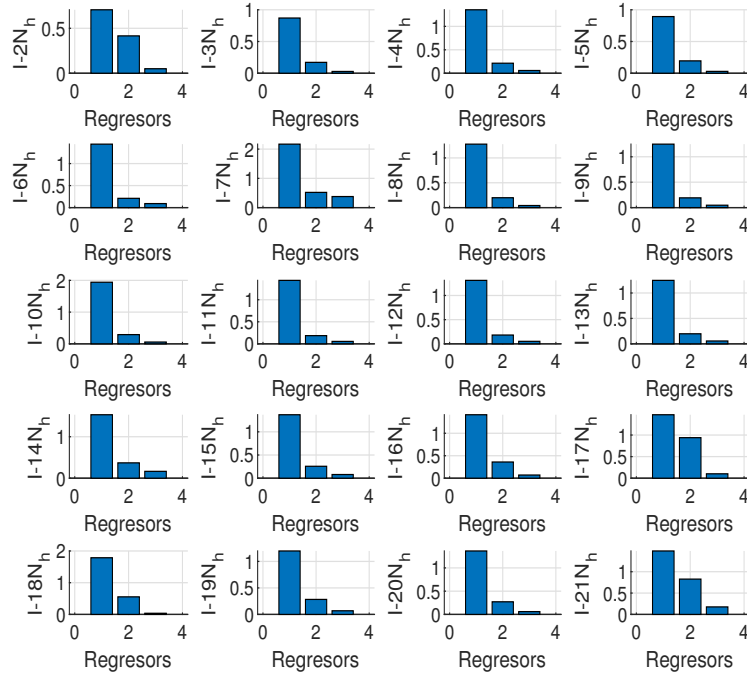 I-2N_h
0.5
0
0 2 4
Regresors
I-3N_h
1
0.5
0
0 2 4
Regresors
I-4N_h
1
0.5
0
0 2 4
Regresors
I-5N_h
1
0.5
0
0 2 4
Regresors
I-6N_h
1
0.5
0 2 4
Regresors
I-7N_h
2
1
0
0 2 4
Regresors
I-8N_h
1
0.5
0
0 2 4
Regresors
I-9N_h
1
0.5
0
0 2 4
Regresors
I-10N_h
2
1
0
0 2 4
Regresors
I-11N_h
1
0.5
0
0 2 4
Regresors
I-12N_h
1
0.5
0
0 2 4
Regresors
I-13N_h
1
0.5
0
0 2 4
Regresors
I-14N_h
1
0
0 2 4
Regresors
I-15N_h
1
0.5
0
0 2 4
Regresors
I-16N_h
1
0.5
0
0 2 4
Regresors
I-17N_h
1
0.5
0
0 2 4
Regresors
I-18N_h
2
1
0
0 2 4
Regresors
I-19N_h
1
0.5
0
0 2 4
Regresors
I-20N_h
1
0.5
0
0 2 4
Regresors
I-21N_h
1
0.5
0
0 2 4
Regresors